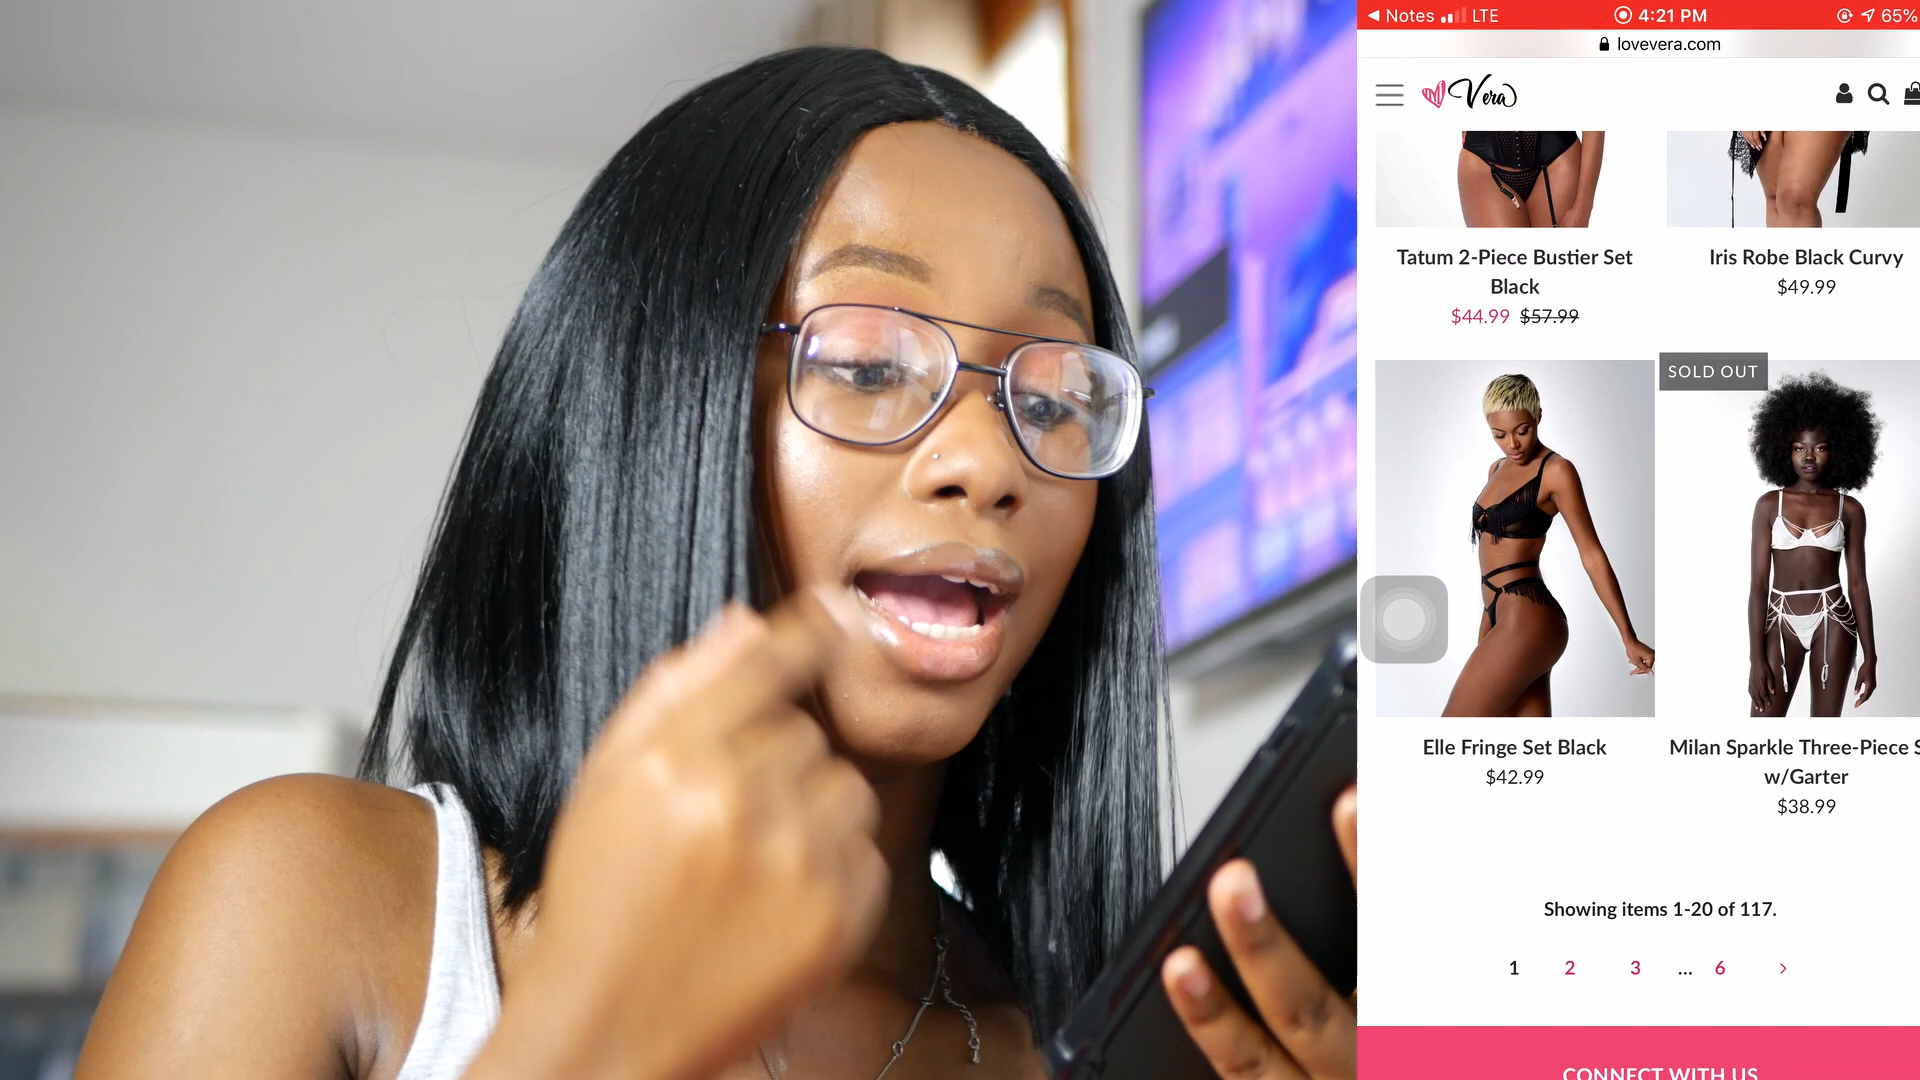 Notes LTE 4:21 PM 65%
lovevera.com
Vera
Tatum 2-Piece Bustier Set
Black
$44.99 $57.99
Iris Robe Black Curvy
$49.99
SOLD OUT
Elle Fringe Set Black
$42.99
Milan Sparkle Three-Piece S
w/Garter
$38.99
Showing items 1-20 of 117.
1 2 3 ... 6 >
CONNECT WITH US